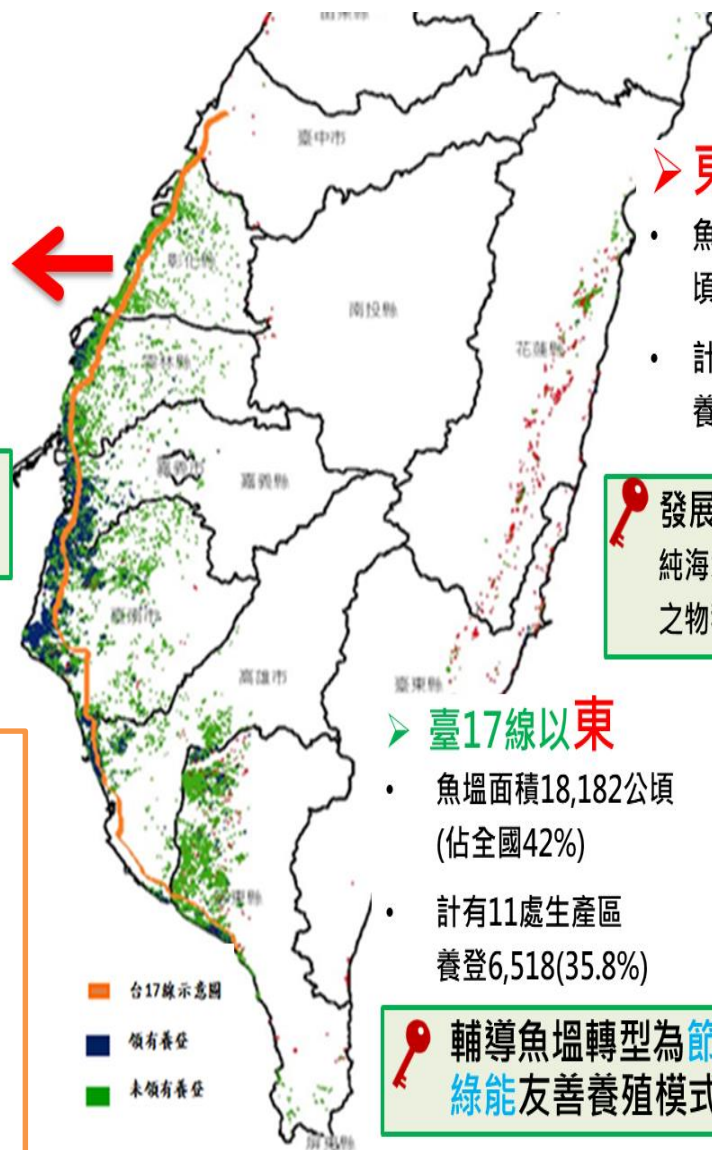 臺中市
彰化縣
南投縣
花蓮縣
雲林縣
嘉義市
嘉義縣
臺南市
高雄市
臺東縣
屏東縣
台17線示意圖
領有養登
未領有養登
魚
頃
計
養
發展
純海
之物
臺17線以東
魚塭面積18,182公頃
(佔全國42%)
計有11處生產區
養登6,518(35.8%)
輔導魚塭轉型為節
綠能友善養殖模式